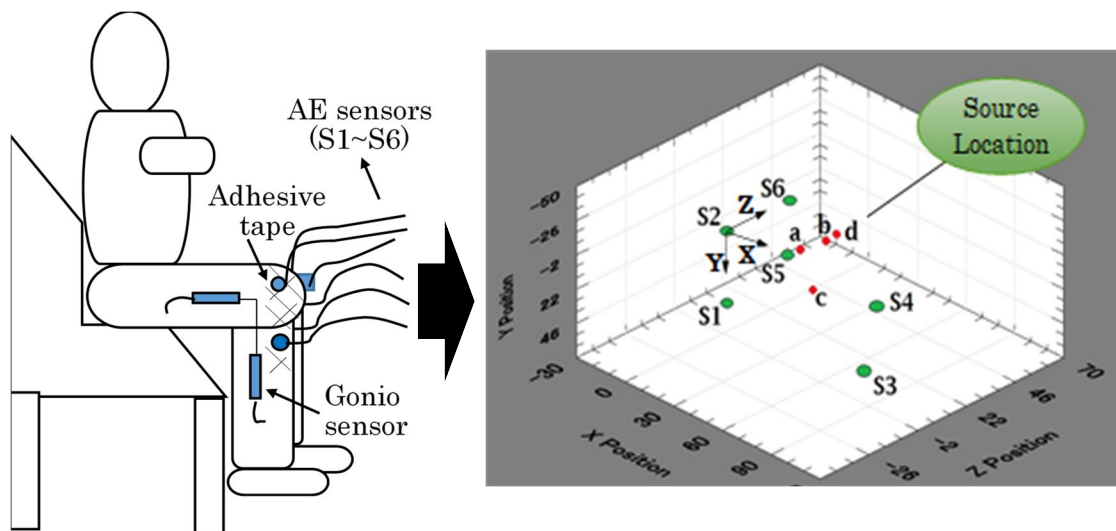 AE sensors
(S1~S6)
Adhesive
tape
Gonio
sensor
Source
Location
S6
Z
S2
X
Y
a
b
d
S5
c
S1
S4
S3
Y Position
-50
-26
-2
22
46
X Position
-30
0
30
60
90
Z Position
-26
-2
22
46
70